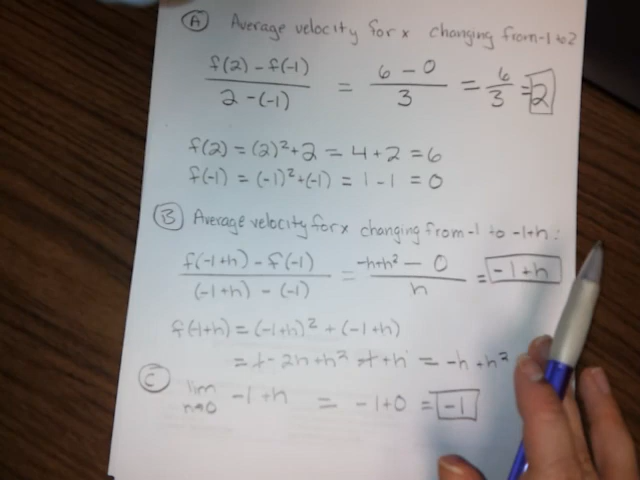 Ⓐ Average velocity for x changing from -1 to 2
f(2) - f(-1) / 2 - (-1) = 6 - 0 / 3 = 6/3 = 2
f(2) = (2)² + 2 = 4 + 2 = 6
f(-1) = (-1)² + (-1) = 1 - 1 = 0
Ⓑ Average velocity for x changing from -1 to -1+h:
f(-1+h) - f(-1) / (-1+h) - (-1) = -h+h² - 0 / h = -1+h
f(-1+h) = (-1+h)² + (-1+h)
= 1 - 2h + h² - 1 + h = -h + h²
Ⓒ lim h→0 -1+h = -1+0 = -1